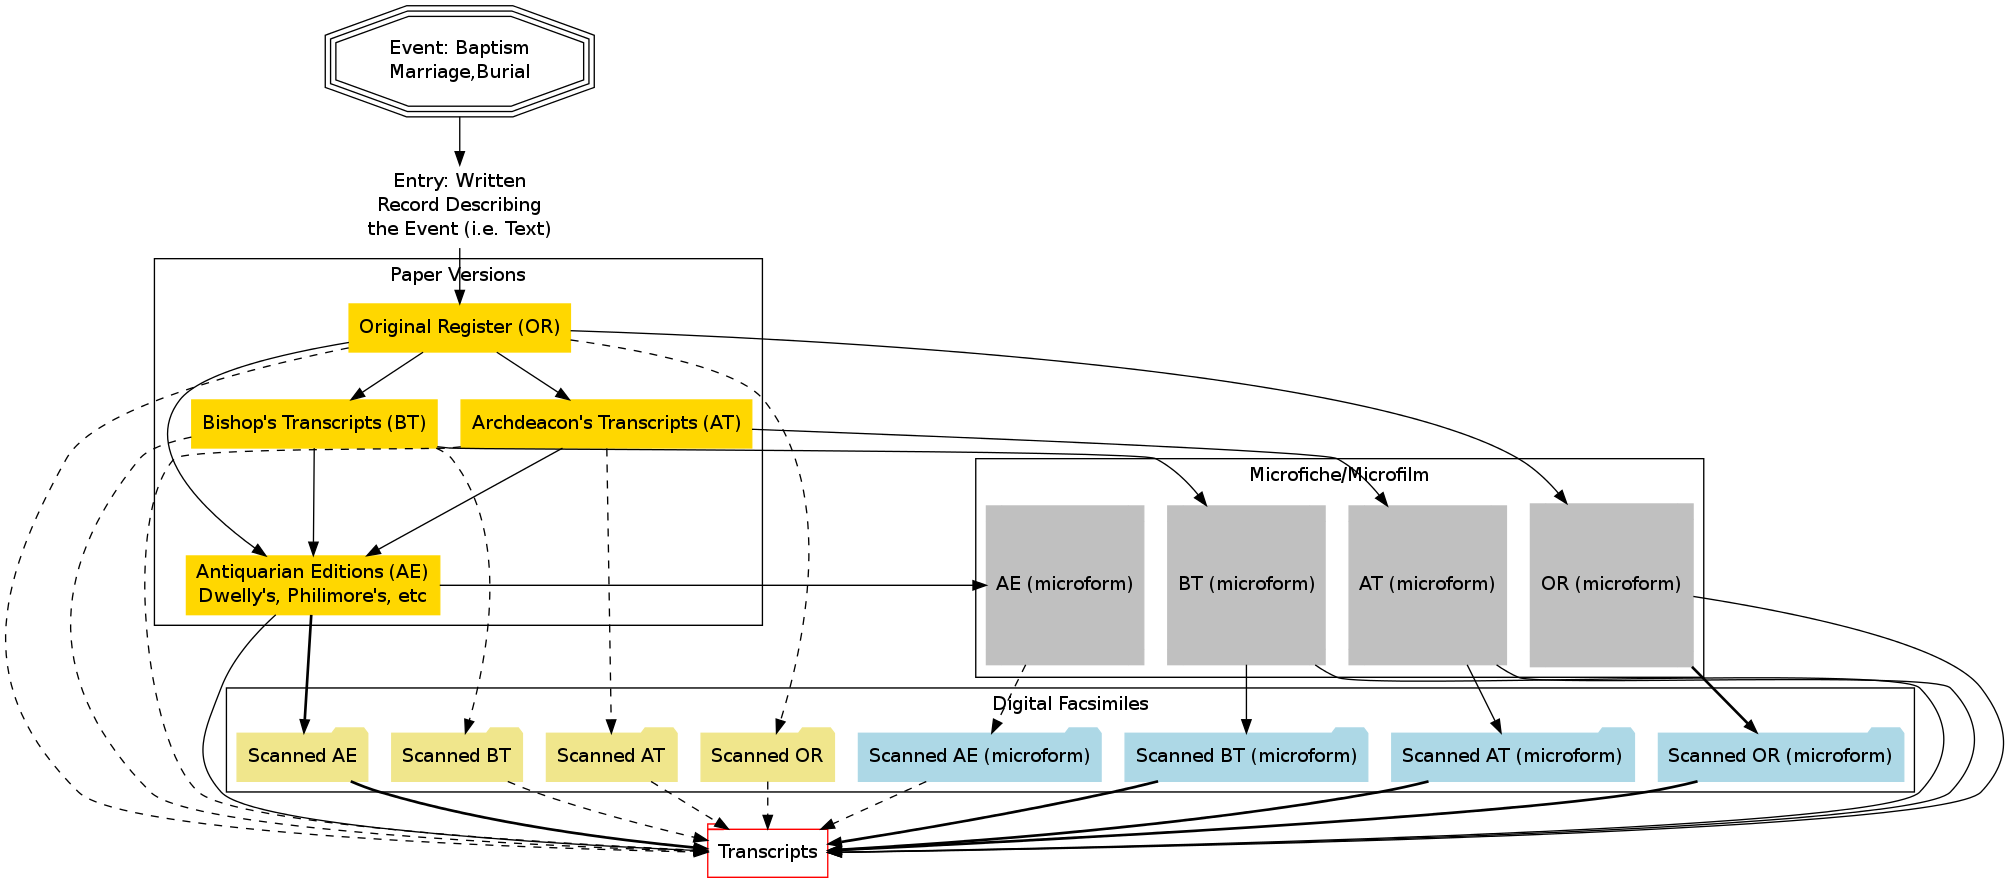 Event: Baptism
Marriage,Burial
Entry: Written
Record Describing
the Event (i.e. Text)
Paper Versions
Original Register (OR)
Bishop's Transcripts (BT)
Archdeacon's Transcripts (AT)
Microfiche/Microfilm
Antiquarian Editions (AE)
Dwelly's, Philimore's, etc
AE (microform)
BT (microform)
AT (microform)
OR (microform)
Digital Facsimiles
Scanned AE
Scanned BT
Scanned AT
Scanned OR
Scanned AE (microform)
Scanned BT (microform)
Scanned AT (microform)
Scanned OR (microform)
Transcripts